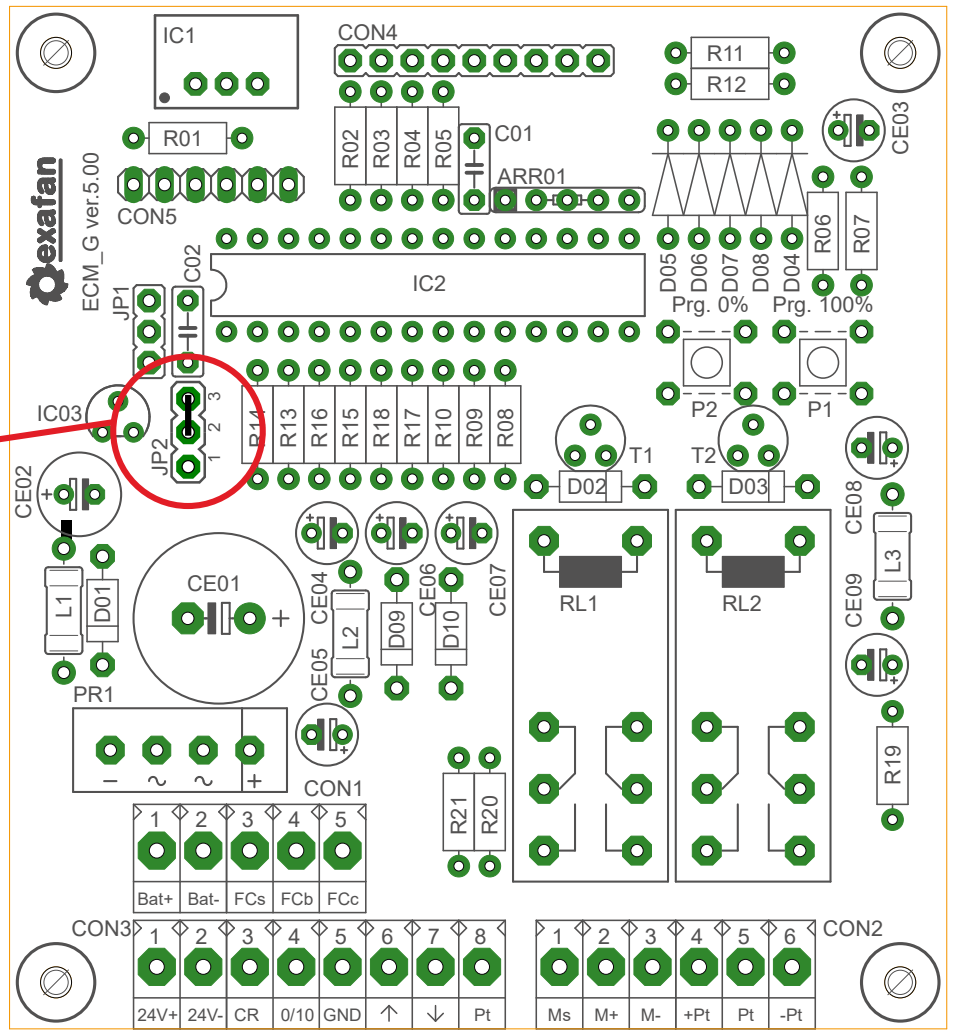 IC1
CON4
R11
R12
CE03
R01
R02
R03
R04
R05
C01
ARR01
CON5
exafan
ECM_G ver.5.00
D05
D06
D07
D08
D04
R06
R07
C02
IC2
JP1
Prg. 0%
Prg. 100%
P2
P1
IC03
JP2
3
2
1
R14
R13
R16
R15
R18
R17
R10
R09
R08
T1
T2
D02
D03
CE02
+
CE08
+
L3
CE09
+
CE04
+
CE06
+
CE07
+
RL1
RL2
L1
D01
CE01
+
L2
D09
D10
CE05
+
PR1
− ~ ~ +
R21
R20
R19
CON1
1 2 3 4 5
Bat+ Bat- FCs FCb FCc
CON3
1 2 3 4 5 6 7 8
24V+ 24V- CR 0/10 GND ↑ ↓ Pt
CON2
1 2 3 4 5 6
Ms M+ M- +Pt Pt -Pt